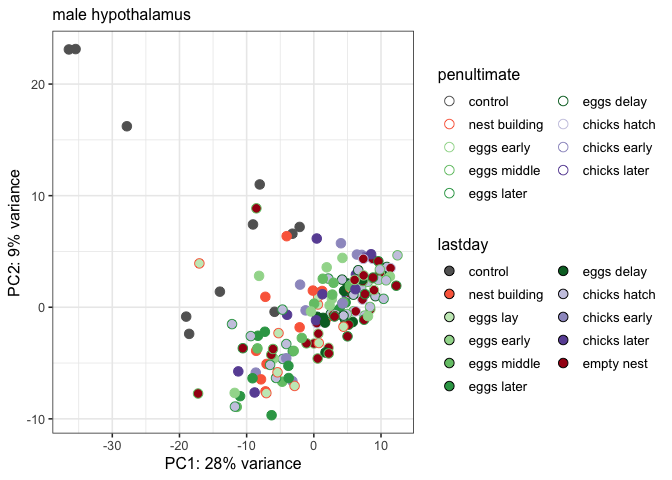 male hypothalamus
PC2: 9% variance
20
10
0
-10
-30
-20
-10
0
10
PC1: 28% variance
penultimate
control
nest building
eggs early
eggs middle
eggs later
eggs delay
chicks hatch
chicks early
chicks later
lastday
control
nest building
eggs lay
eggs early
eggs middle
eggs later
eggs delay
chicks hatch
chicks early
chicks later
empty nest